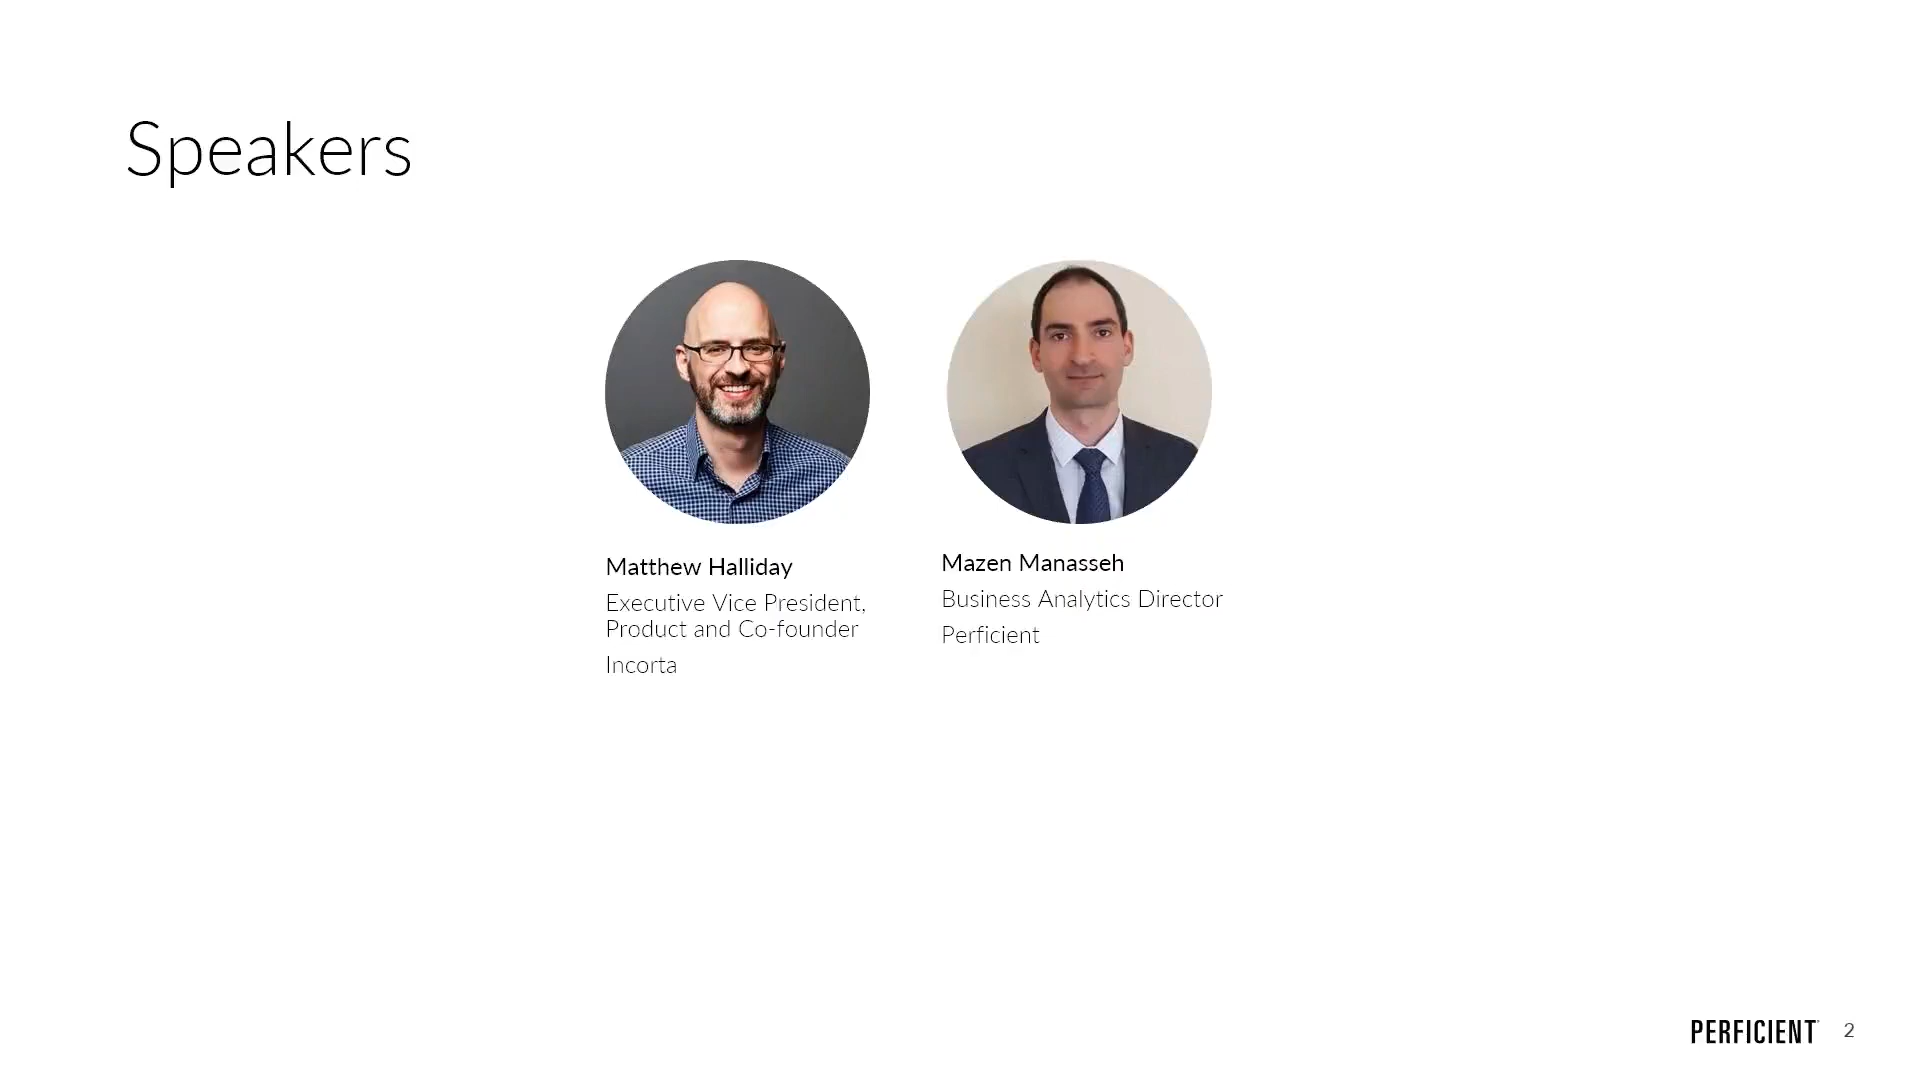 Speakers
Matthew Halliday
Executive Vice President,
Product and Co-founder
Incorta
Mazen Manasseh
Business Analytics Director
Perficient
PERFICIENT
2